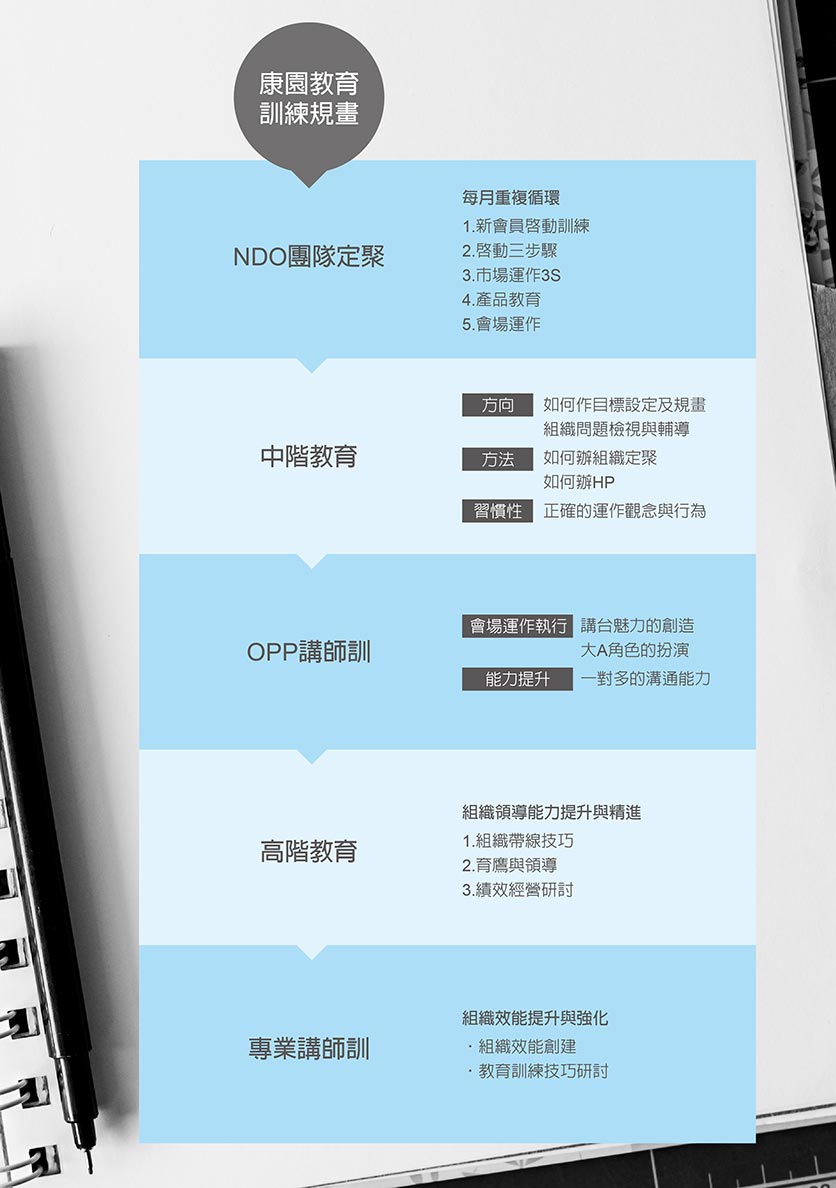 康園教育
訓練規畫
NDO團隊定聚
每月重複循環
1.新會員啓動訓練
2.啓動三步驟
3.市場運作3S
4.產品教育
5.會場運作
中階教育
方向 如何作目標設定及規畫
組織問題檢視與輔導
方法 如何辦組織定聚
如何辦HP
習慣性 正確的運作觀念與行為
OPP講師訓
會場運作執行 講台魅力的創造
大A角色的扮演
能力提升 一對多的溝通能力
高階教育
組織領導能力提升與精進
1.組織帶線技巧
2.育鷹與領導
3.績效經營研討
專業講師訓
組織效能提升與強化
・組織效能創建
・教育訓練技巧研討